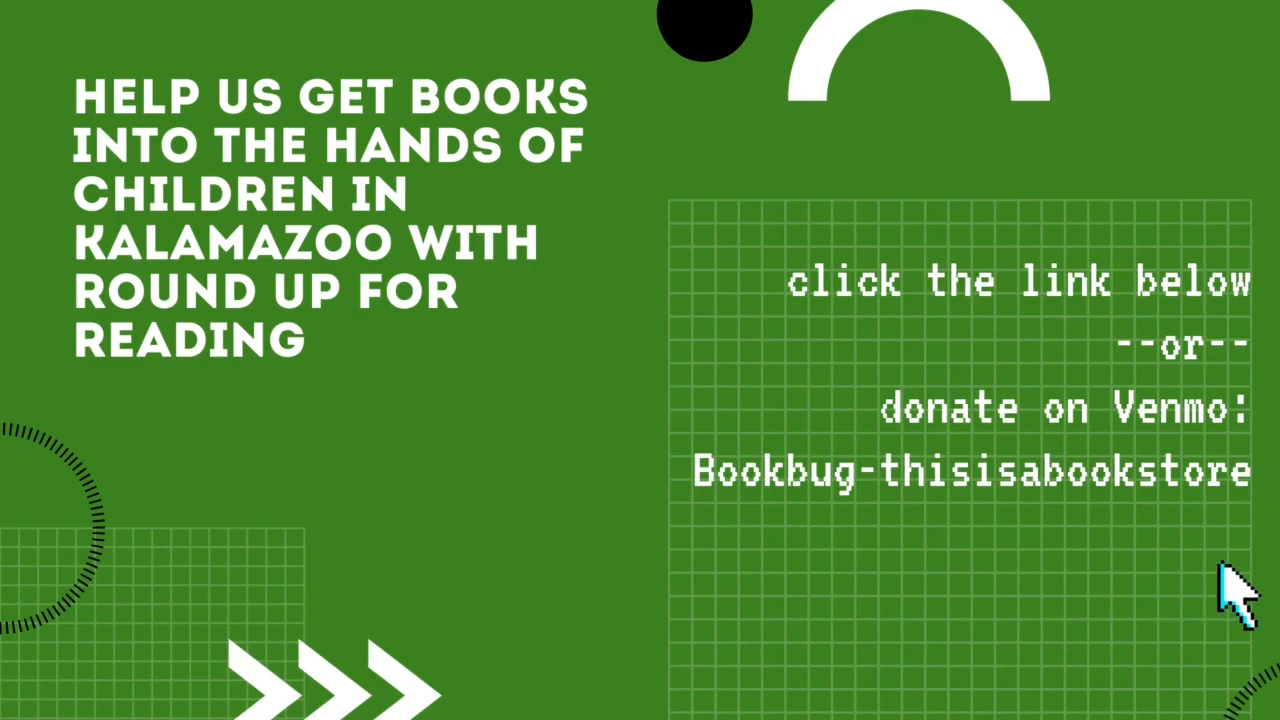 HELP US GET BOOKS
INTO THE HANDS OF
CHILDREN IN
KALAMAZOO WITH
ROUND UP FOR
READING
click the link below
--or--
donate on Venmo:
Bookbug-thisisabookstore